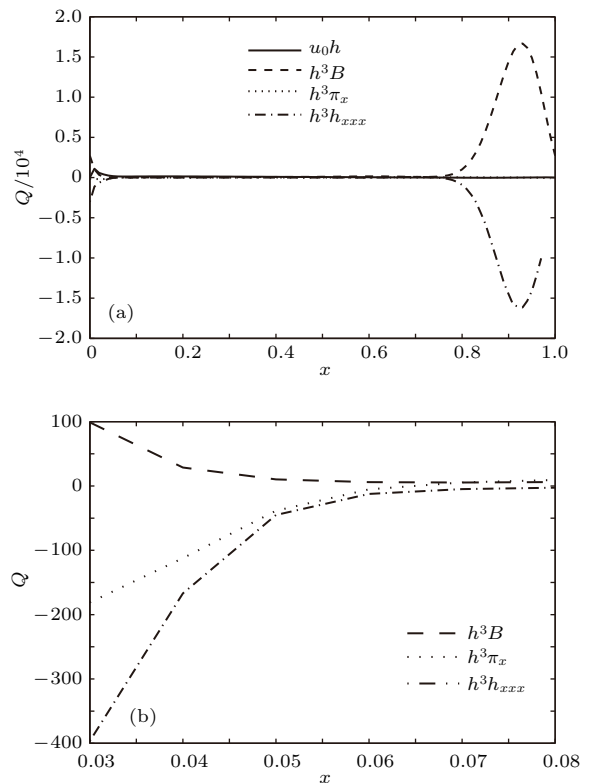 2.0
u₀h
h³B
1.5
h³πₓ
1.0
h³hₓₓₓ
0.5
Q/10⁴
0
−0.5
−1.0
−1.5
(a)
−2.0
0 0.2 0.4 0.6 0.8 1.0
x
100
0
−100
Q
−200
h³B
h³πₓ
−300
h³hₓₓₓ
(b)
−400
0.03 0.04 0.05 0.06 0.07 0.08
x